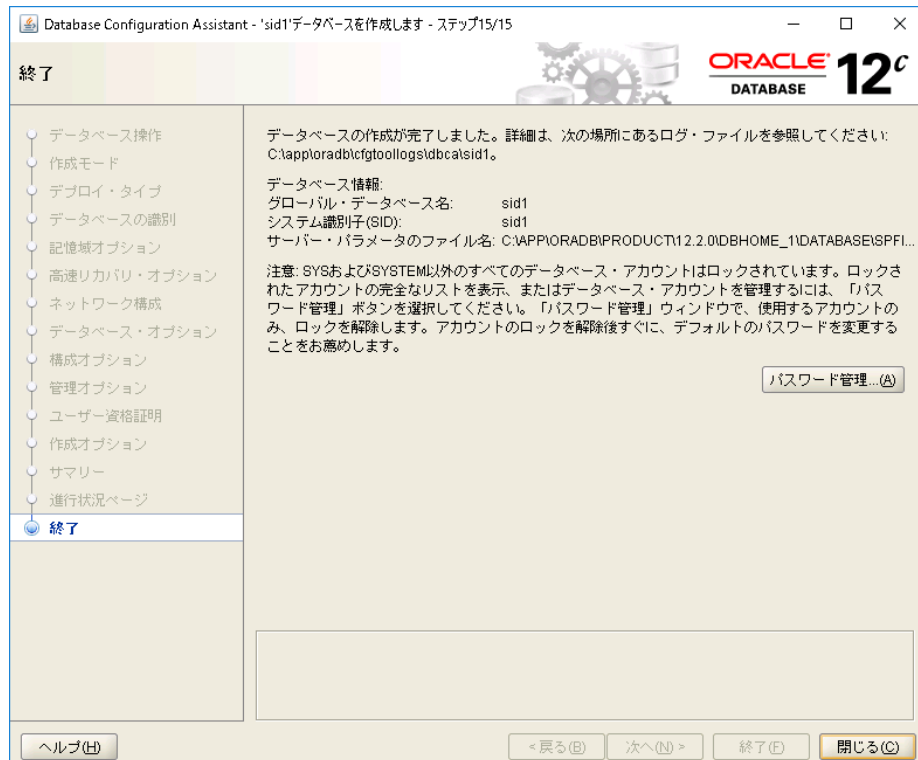 Database Configuration Assistant - 'sid1'データベースを作成します - ステップ15/15
終了
ORACLE
DATABASE
12c
データベース操作
作成モード
デプロイ・タイプ
データベースの識別
記憶域オプション
高速リカバリ・オプション
ネットワーク構成
データベース・オプション
構成オプション
管理オプション
ユーザー資格証明
作成オプション
サマリー
進行状況ページ
終了
データベースの作成が完了しました。詳細は、次の場所にあるログ・ファイルを参照してください:
C:\app\oradb\cfgtoollogs\dbca\sid1。
データベース情報:
グローバル・データベース名: sid1
システム識別子(SID): sid1
サーバー・パラメータのファイル名: C:\APP\ORADB\PRODUCT\12.2.0\DBHOME_1\DATABASE\SPFI...
注意: SYSおよびSYSTEM以外のすべてのデータベース・アカウントはロックされています。ロックさ
れたアカウントの完全なリストを表示、またはデータベース・アカウントを管理するには、「パス
ワード管理」ボタンを選択してください。「パスワード管理」ウィンドウで、使用するアカウントの
み、ロックを解除します。アカウントのロックを解除後すぐに、デフォルトのパスワードを変更する
ことをお薦めします。
パスワード管理...(A)
ヘルプ(H)
<戻る(B)
次へ(N)>
終了(F)
閉じる(C)